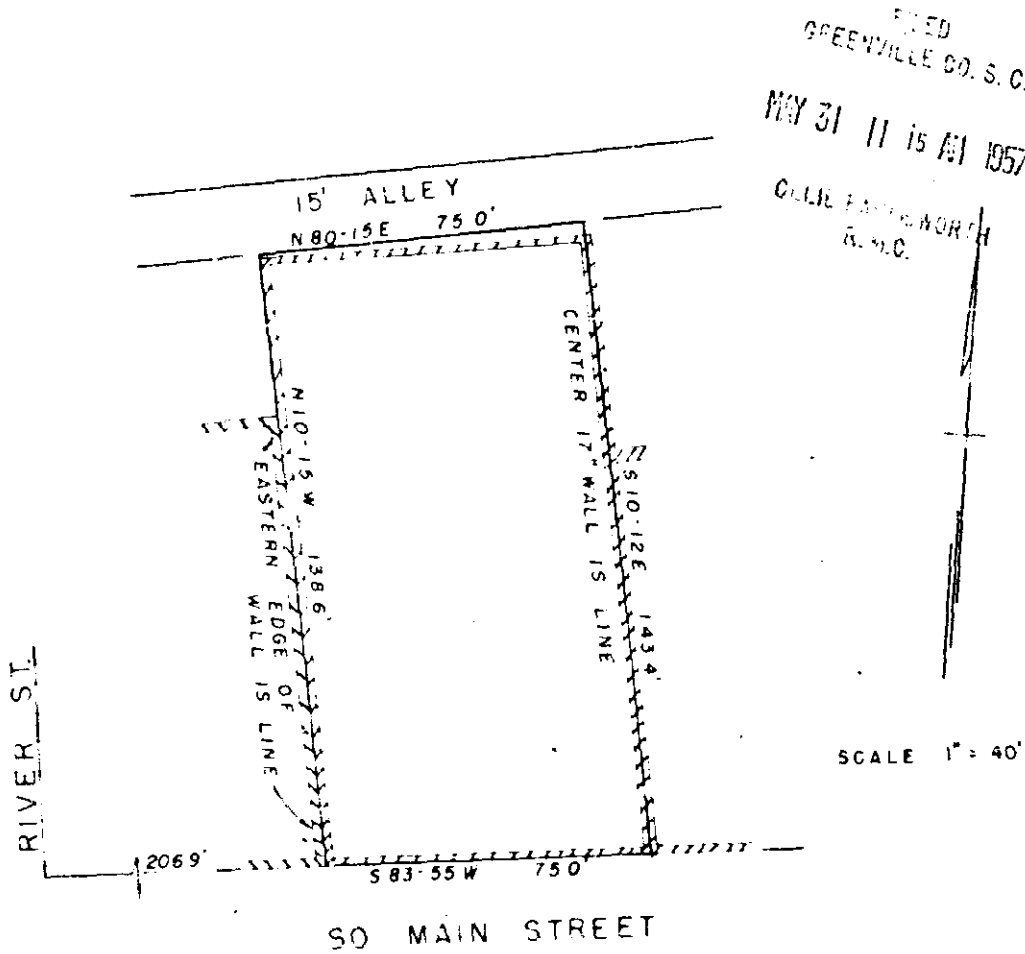 FILED
GREENVILLE CO. S. C.
MAY 31 11 15 AM 1957
OLLIE FARNSWORTH
R. M. C.
15' ALLEY
N 80-15 E 75 0'
CENTER 17" WALL IS LINE
S 10-12 E 143 4'
N 10-15 W 138 6'
EASTERN EDGE OF
WALL IS LINE
RIVER ST.
SCALE 1" = 40'
206 9'
S 83-55 W 75 0'
SO MAIN STREET